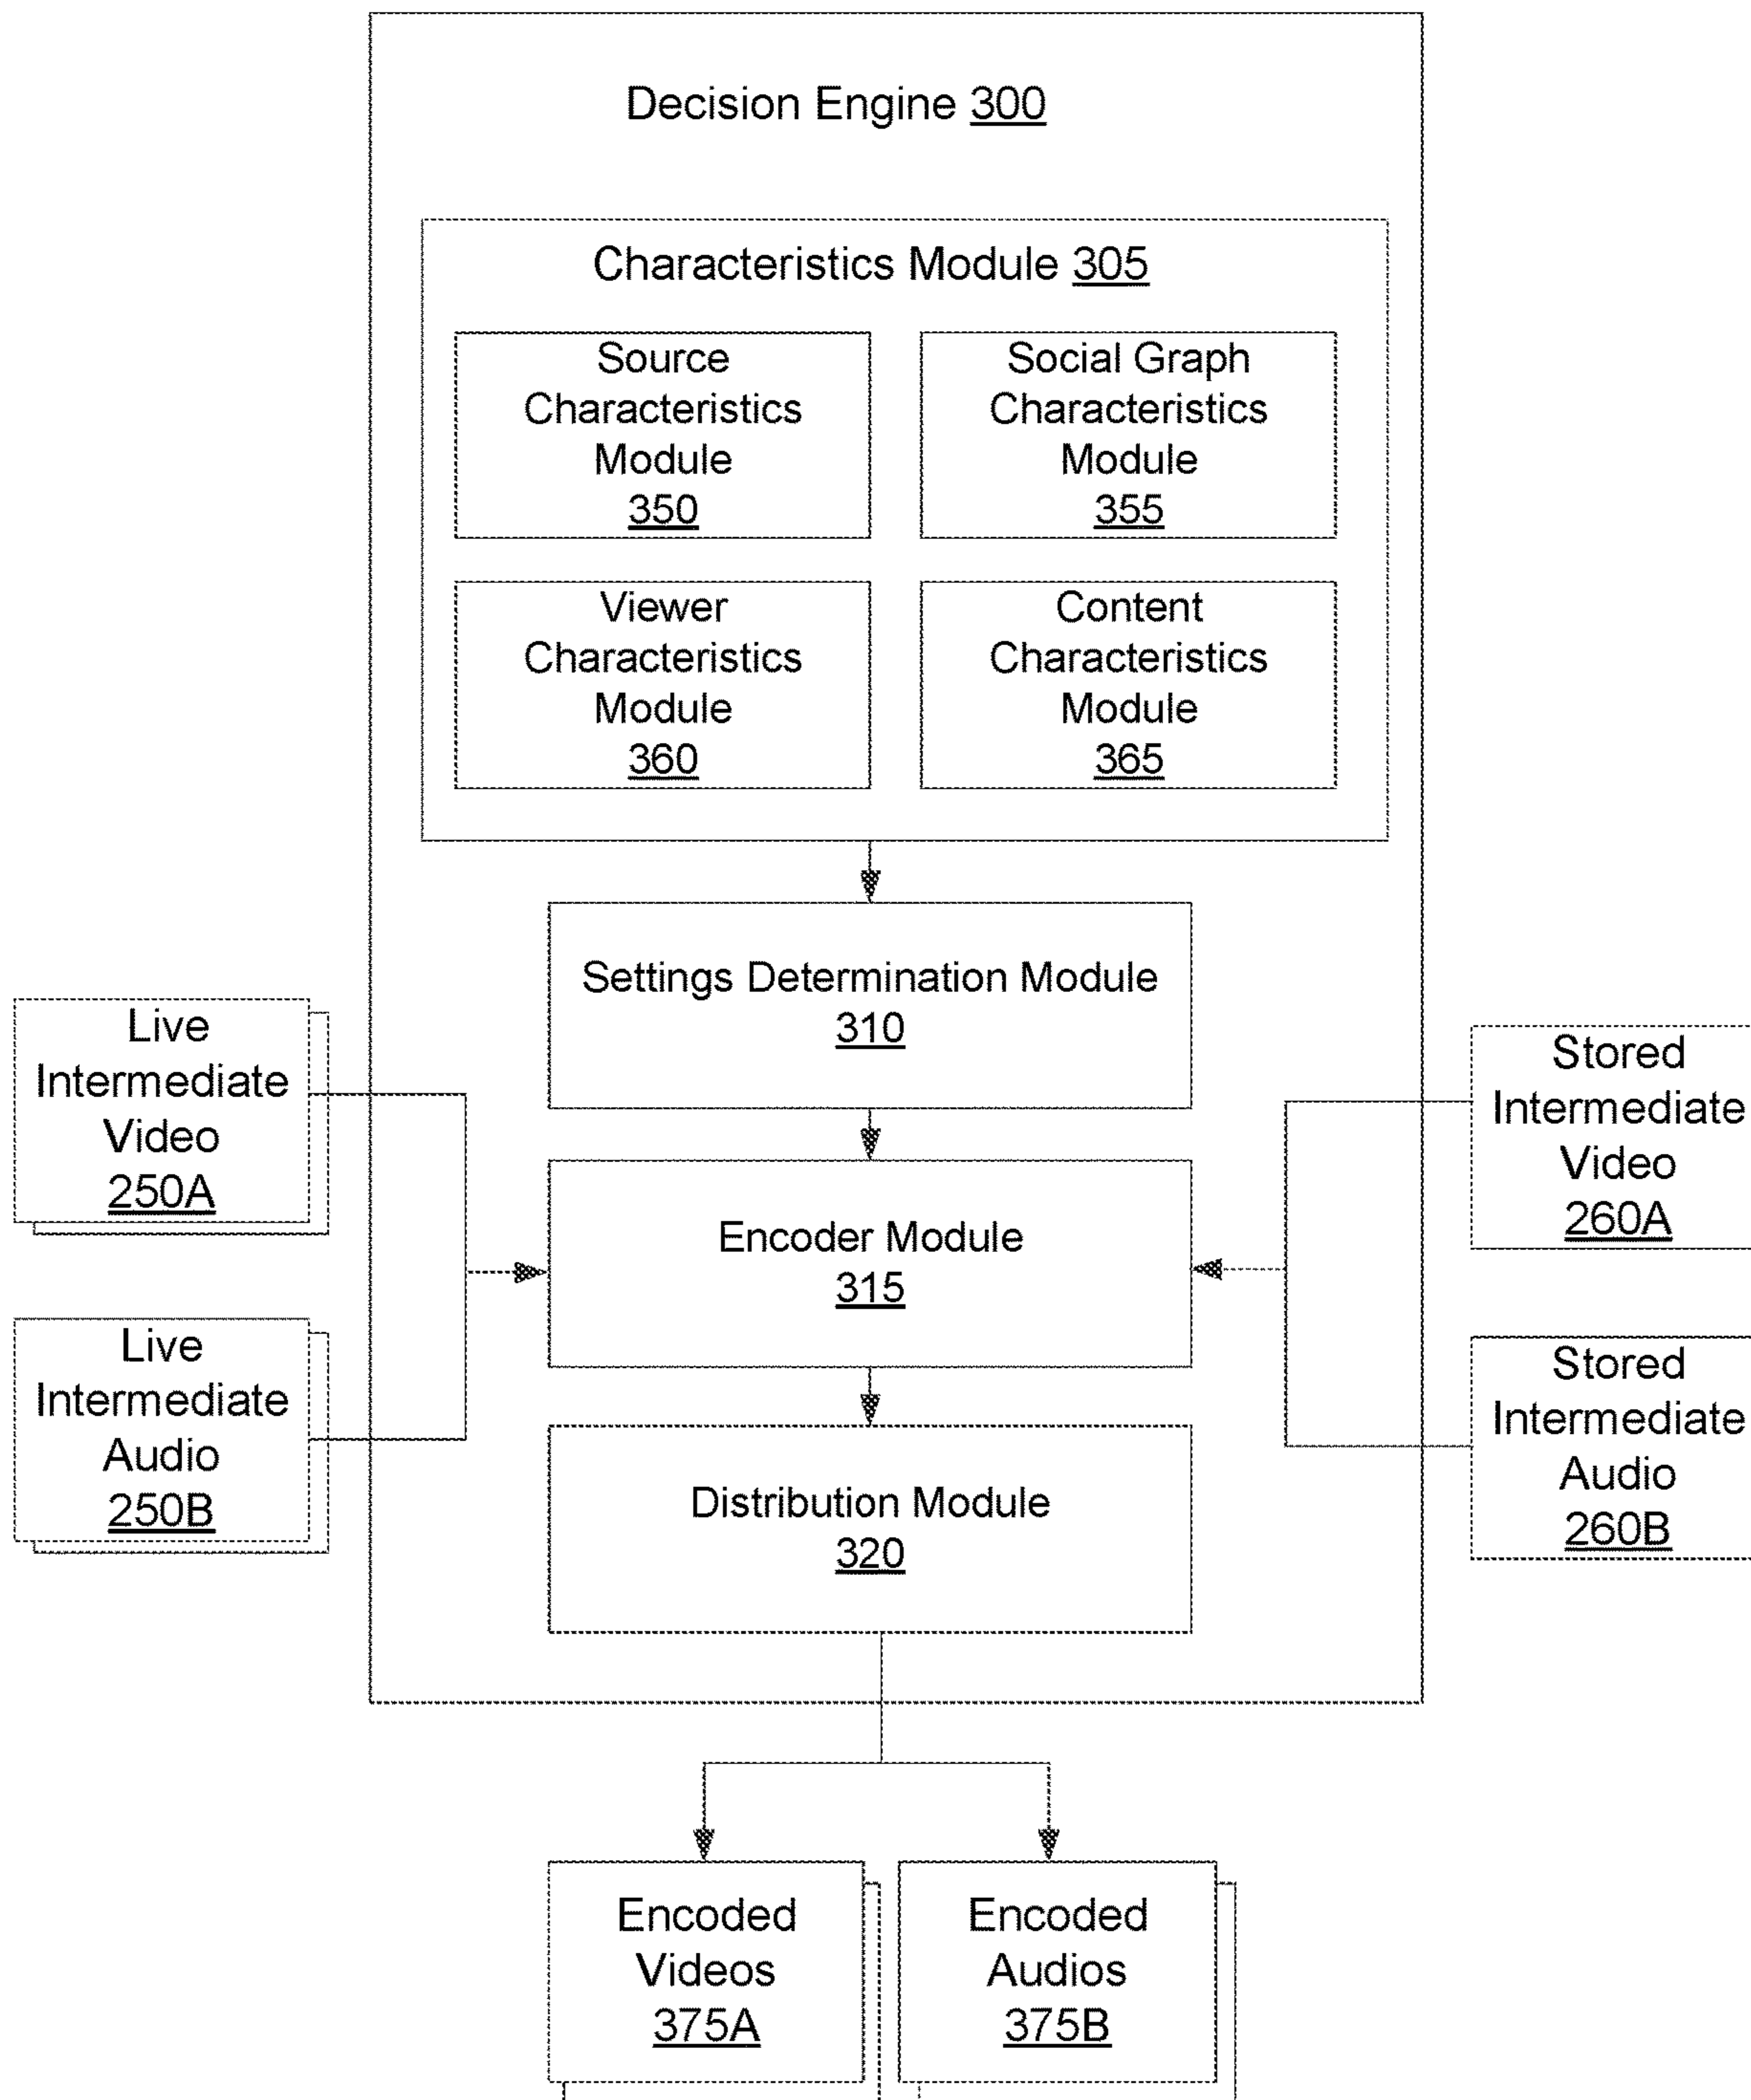 Decision Engine 300
Characteristics Module 305
Source
Characteristics
Module
350
Social Graph
Characteristics
Module
355
Viewer
Characteristics
Module
360
Content
Characteristics
Module
365
Settings Determination Module
310
Live
Intermediate
Video
250A
Stored
Intermediate
Video
260A
Encoder Module
315
Live
Intermediate
Audio
250B
Stored
Intermediate
Audio
260B
Distribution Module
320
Encoded
Videos
375A
Encoded
Audios
375B